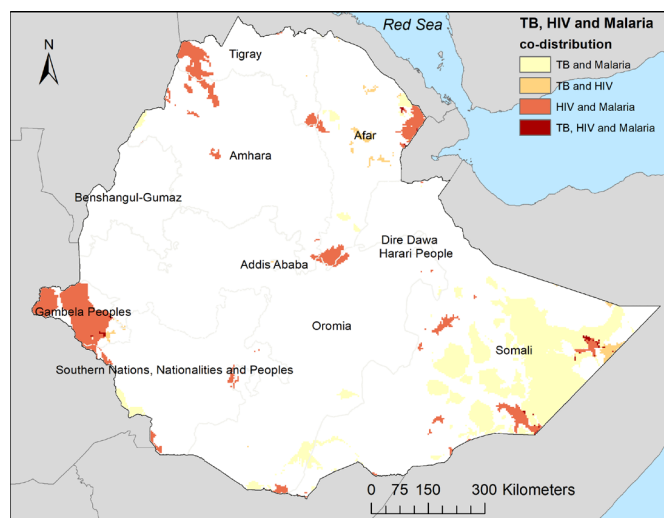 Red Sea
TB, HIV and Malaria
co-distribution
TB and Malaria
TB and HIV
HIV and Malaria
TB, HIV and Malaria
N
Tigray
Afar
Amhara
Benshangul-Gumaz
Dire Dawa
Harari People
Addis Ababa
Gambela Peoples
Oromia
Somali
Southern Nations, Nationalities and Peoples
0 75 150 300 Kilometers